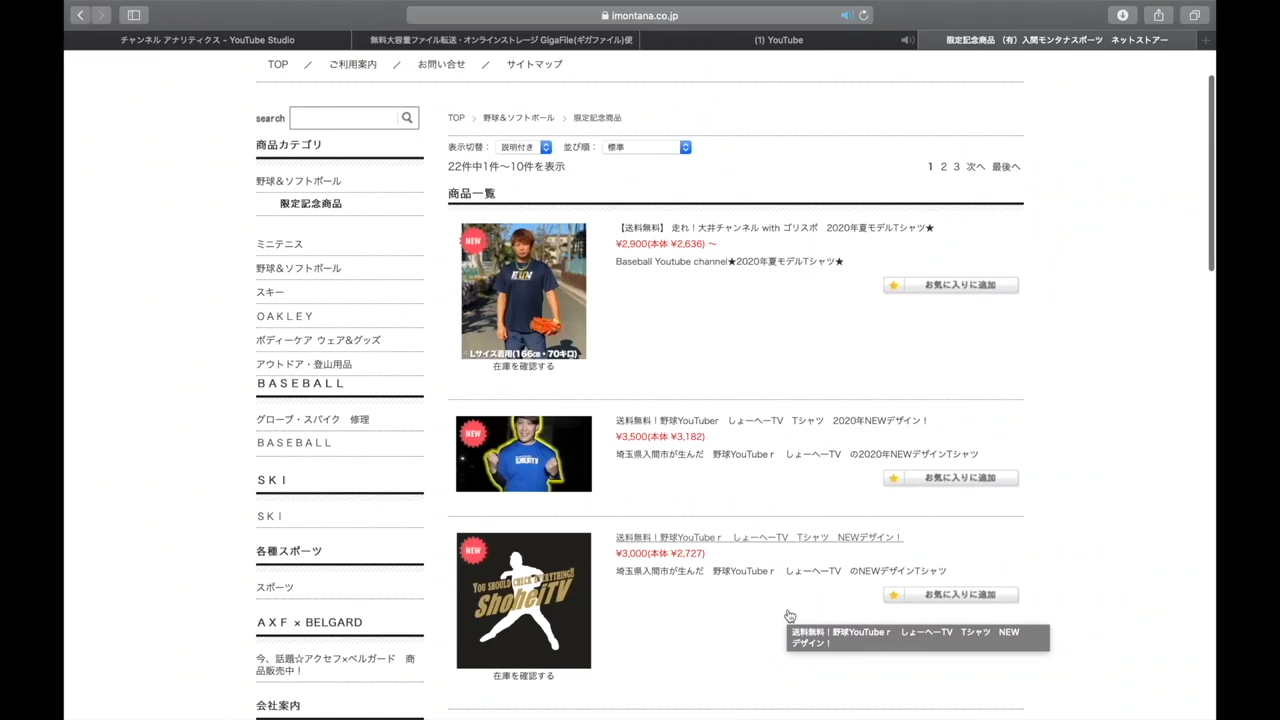 imontana.co.jp
チャンネル アナリティクス - YouTube Studio
無料大容量ファイル転送・オンラインストレージ GigaFile(ギガファイル)便
(1) YouTube
限定記念商品 （有）入間モンタナスポーツ ネットストアー
TOP / ご利用案内 / お問い合せ / サイトマップ
search
商品カテゴリ
野球＆ソフトボール
限定記念商品
ミニテニス
野球＆ソフトボール
スキー
ＯＡＫＬＥＹ
ボディーケア ウェア&グッズ
アウトドア・登山用品
ＢＡＳＥＢＡＬＬ
グローブ・スパイク　修理
ＢＡＳＥＢＡＬＬ
ＳＫＩ
ＳＫＩ
各種スポーツ
スポーツ
ＡＸＦ × BELGARD
今、話題☆アクセフ×ベルガード　商
品販売中！
会社案内
TOP > 野球＆ソフトボール > 限定記念商品
表示切替： 説明付き 並び順： 標準
22件中1件〜10件を表示
1 2 3 次へ 最後へ
商品一覧
NEW
Lサイズ着用(166㎝・70キロ)
在庫を確認する
【送料無料】 走れ！大井チャンネル with ゴリスポ　2020年夏モデルTシャツ★
¥2,900(本体 ¥2,636) 〜
Baseball Youtube channel★2020年夏モデルTシャツ★
お気に入りに追加
NEW
SHOHEITV
送料無料！野球YouTuber　しょーへーTV　Tシャツ　2020年NEWデザイン！
¥3,500(本体 ¥3,182)
埼玉県入間市が生んだ　野球YouTubeｒ　しょーへーTV　の2020年NEWデザインTシャツ
お気に入りに追加
NEW
YOU SHOULD CHECK EVERYTHING!!
ShoheiTV
在庫を確認する
送料無料！野球YouTubeｒ　しょーへーTV　Tシャツ　NEWデザイン！
¥3,000(本体 ¥2,727)
埼玉県入間市が生んだ　野球YouTubeｒ　しょーへーTV　のNEWデザインTシャツ
お気に入りに追加
送料無料！野球YouTubeｒ　しょーへーTV　Tシャツ　NEW
デザイン！